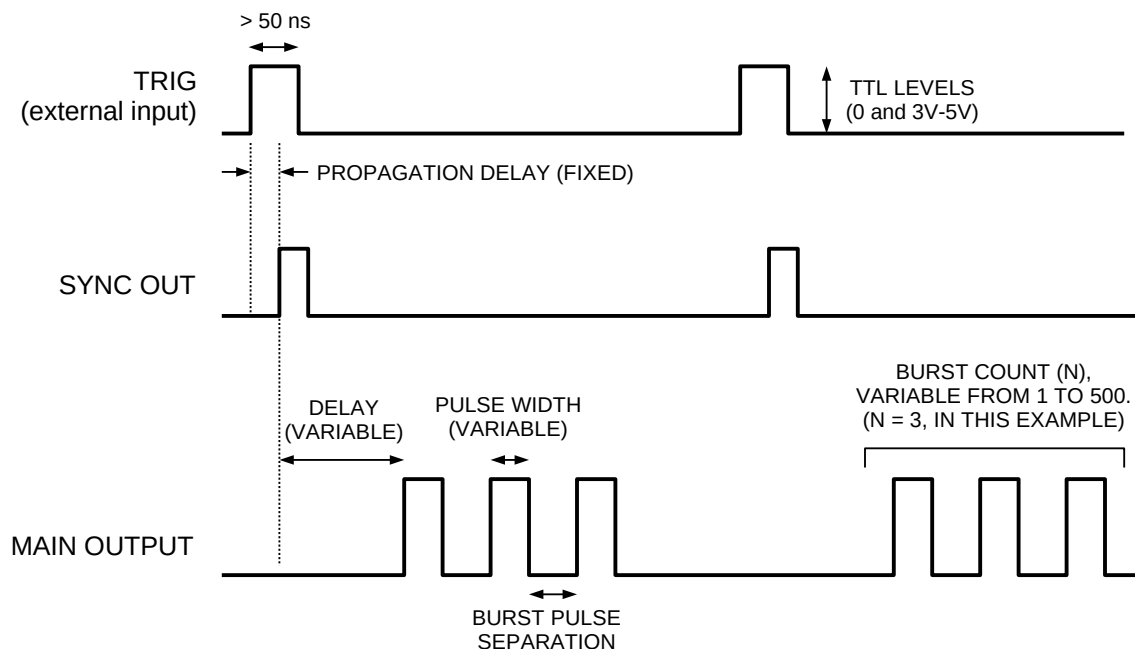 > 50 ns
TRIG
(external input)
TTL LEVELS
(0 and 3V-5V)
PROPAGATION DELAY (FIXED)
SYNC OUT
BURST COUNT (N),
VARIABLE FROM 1 TO 500.
(N = 3, IN THIS EXAMPLE)
DELAY
(VARIABLE)
PULSE WIDTH
(VARIABLE)
MAIN OUTPUT
BURST PULSE
SEPARATION